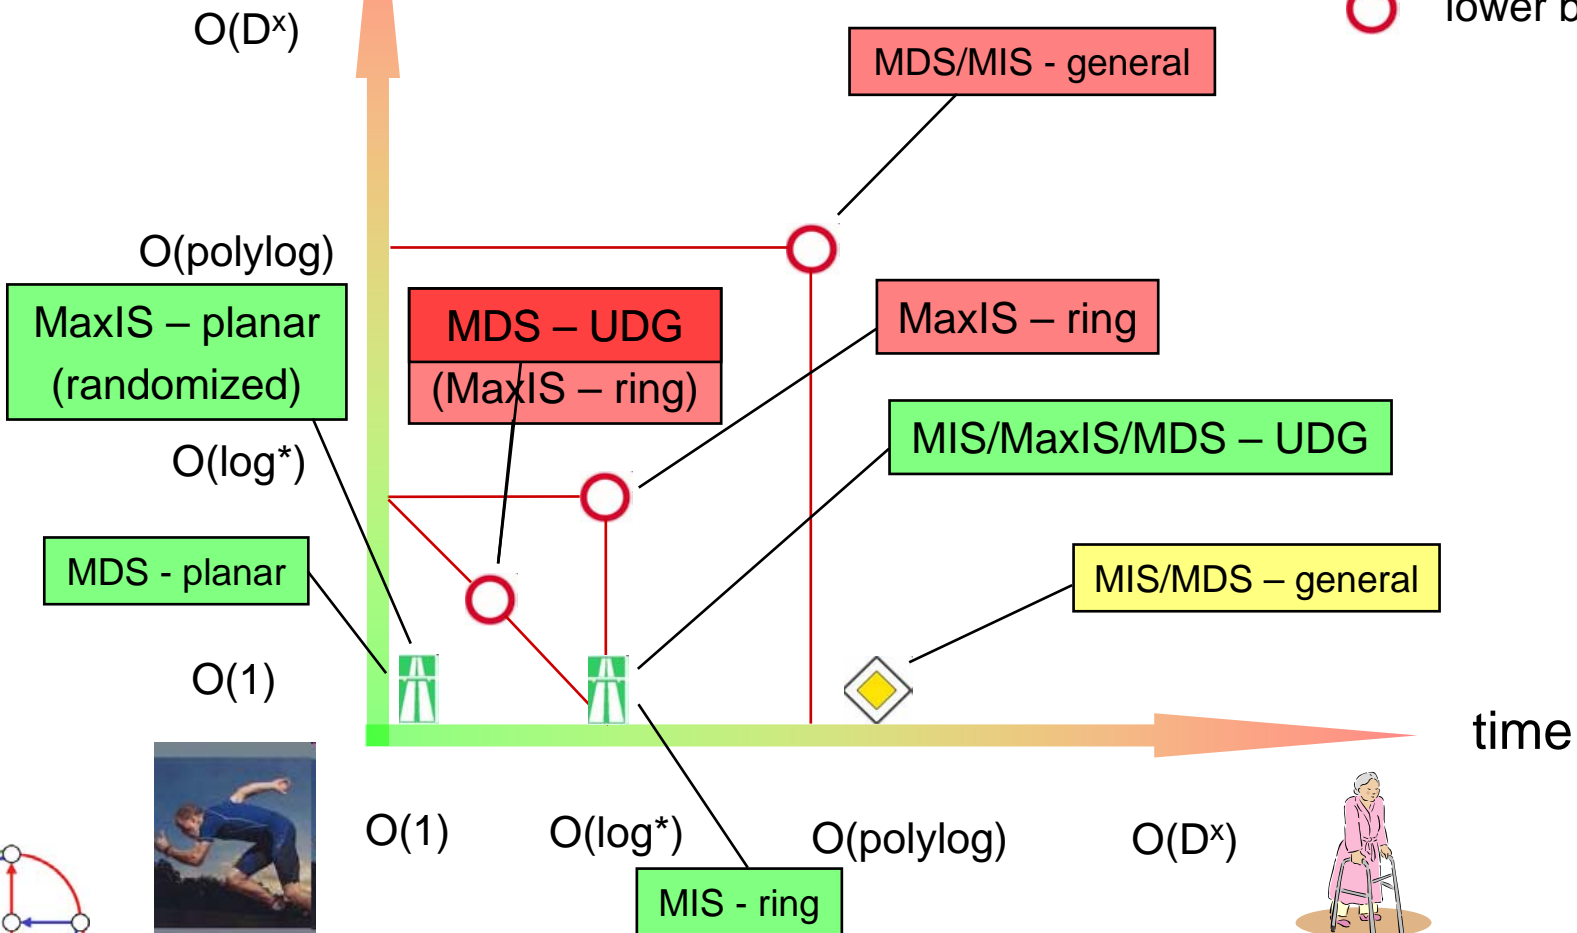 O(Dˣ)
lower b
MDS/MIS - general
O(polylog)
MaxIS – planar
(randomized)
MDS – UDG
(MaxIS – ring)
MaxIS – ring
MIS/MaxIS/MDS – UDG
O(log*)
MDS - planar
MIS/MDS – general
O(1)
time
O(1)
O(log*)
O(polylog)
O(Dˣ)
MIS - ring